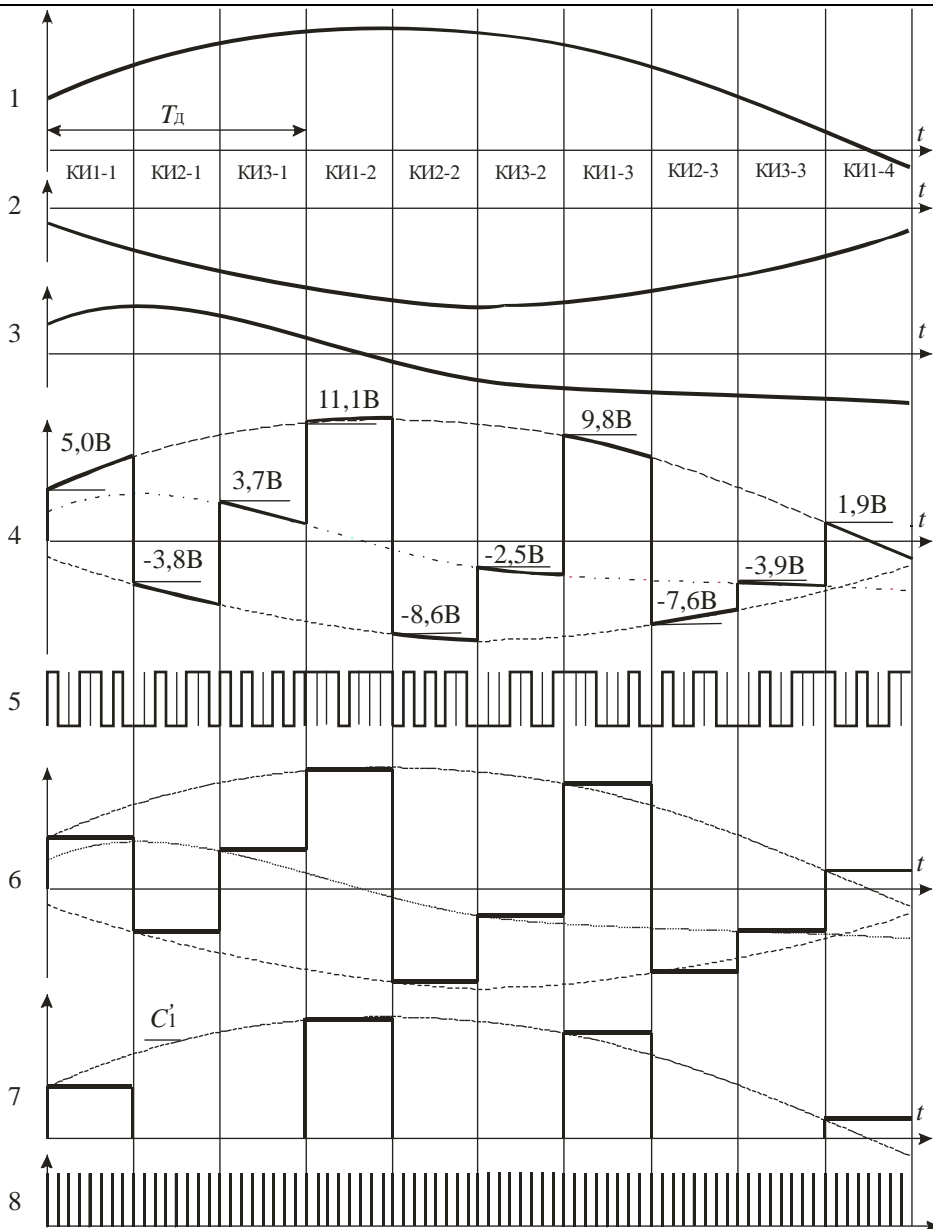 1
Tд
t
КИ1-1 КИ2-1 КИ3-1 КИ1-2 КИ2-2 КИ3-2 КИ1-3 КИ2-3 КИ3-3 КИ1-4
2
t
3
t
11,1В
9,8В
5,0В
3,7В
1,9В
4
t
-3,8В
-2,5В
-3,9В
-8,6В
-7,6В
5
6
t
C'1
7
t
8